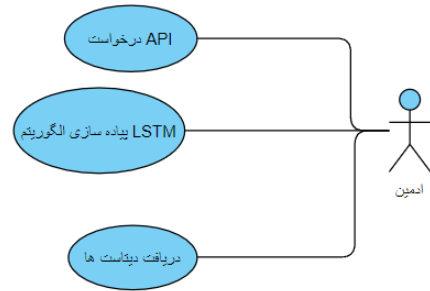 درخواست API
پیاده سازی الگوریتم LSTM
دریافت دیتاست ها
ادمین